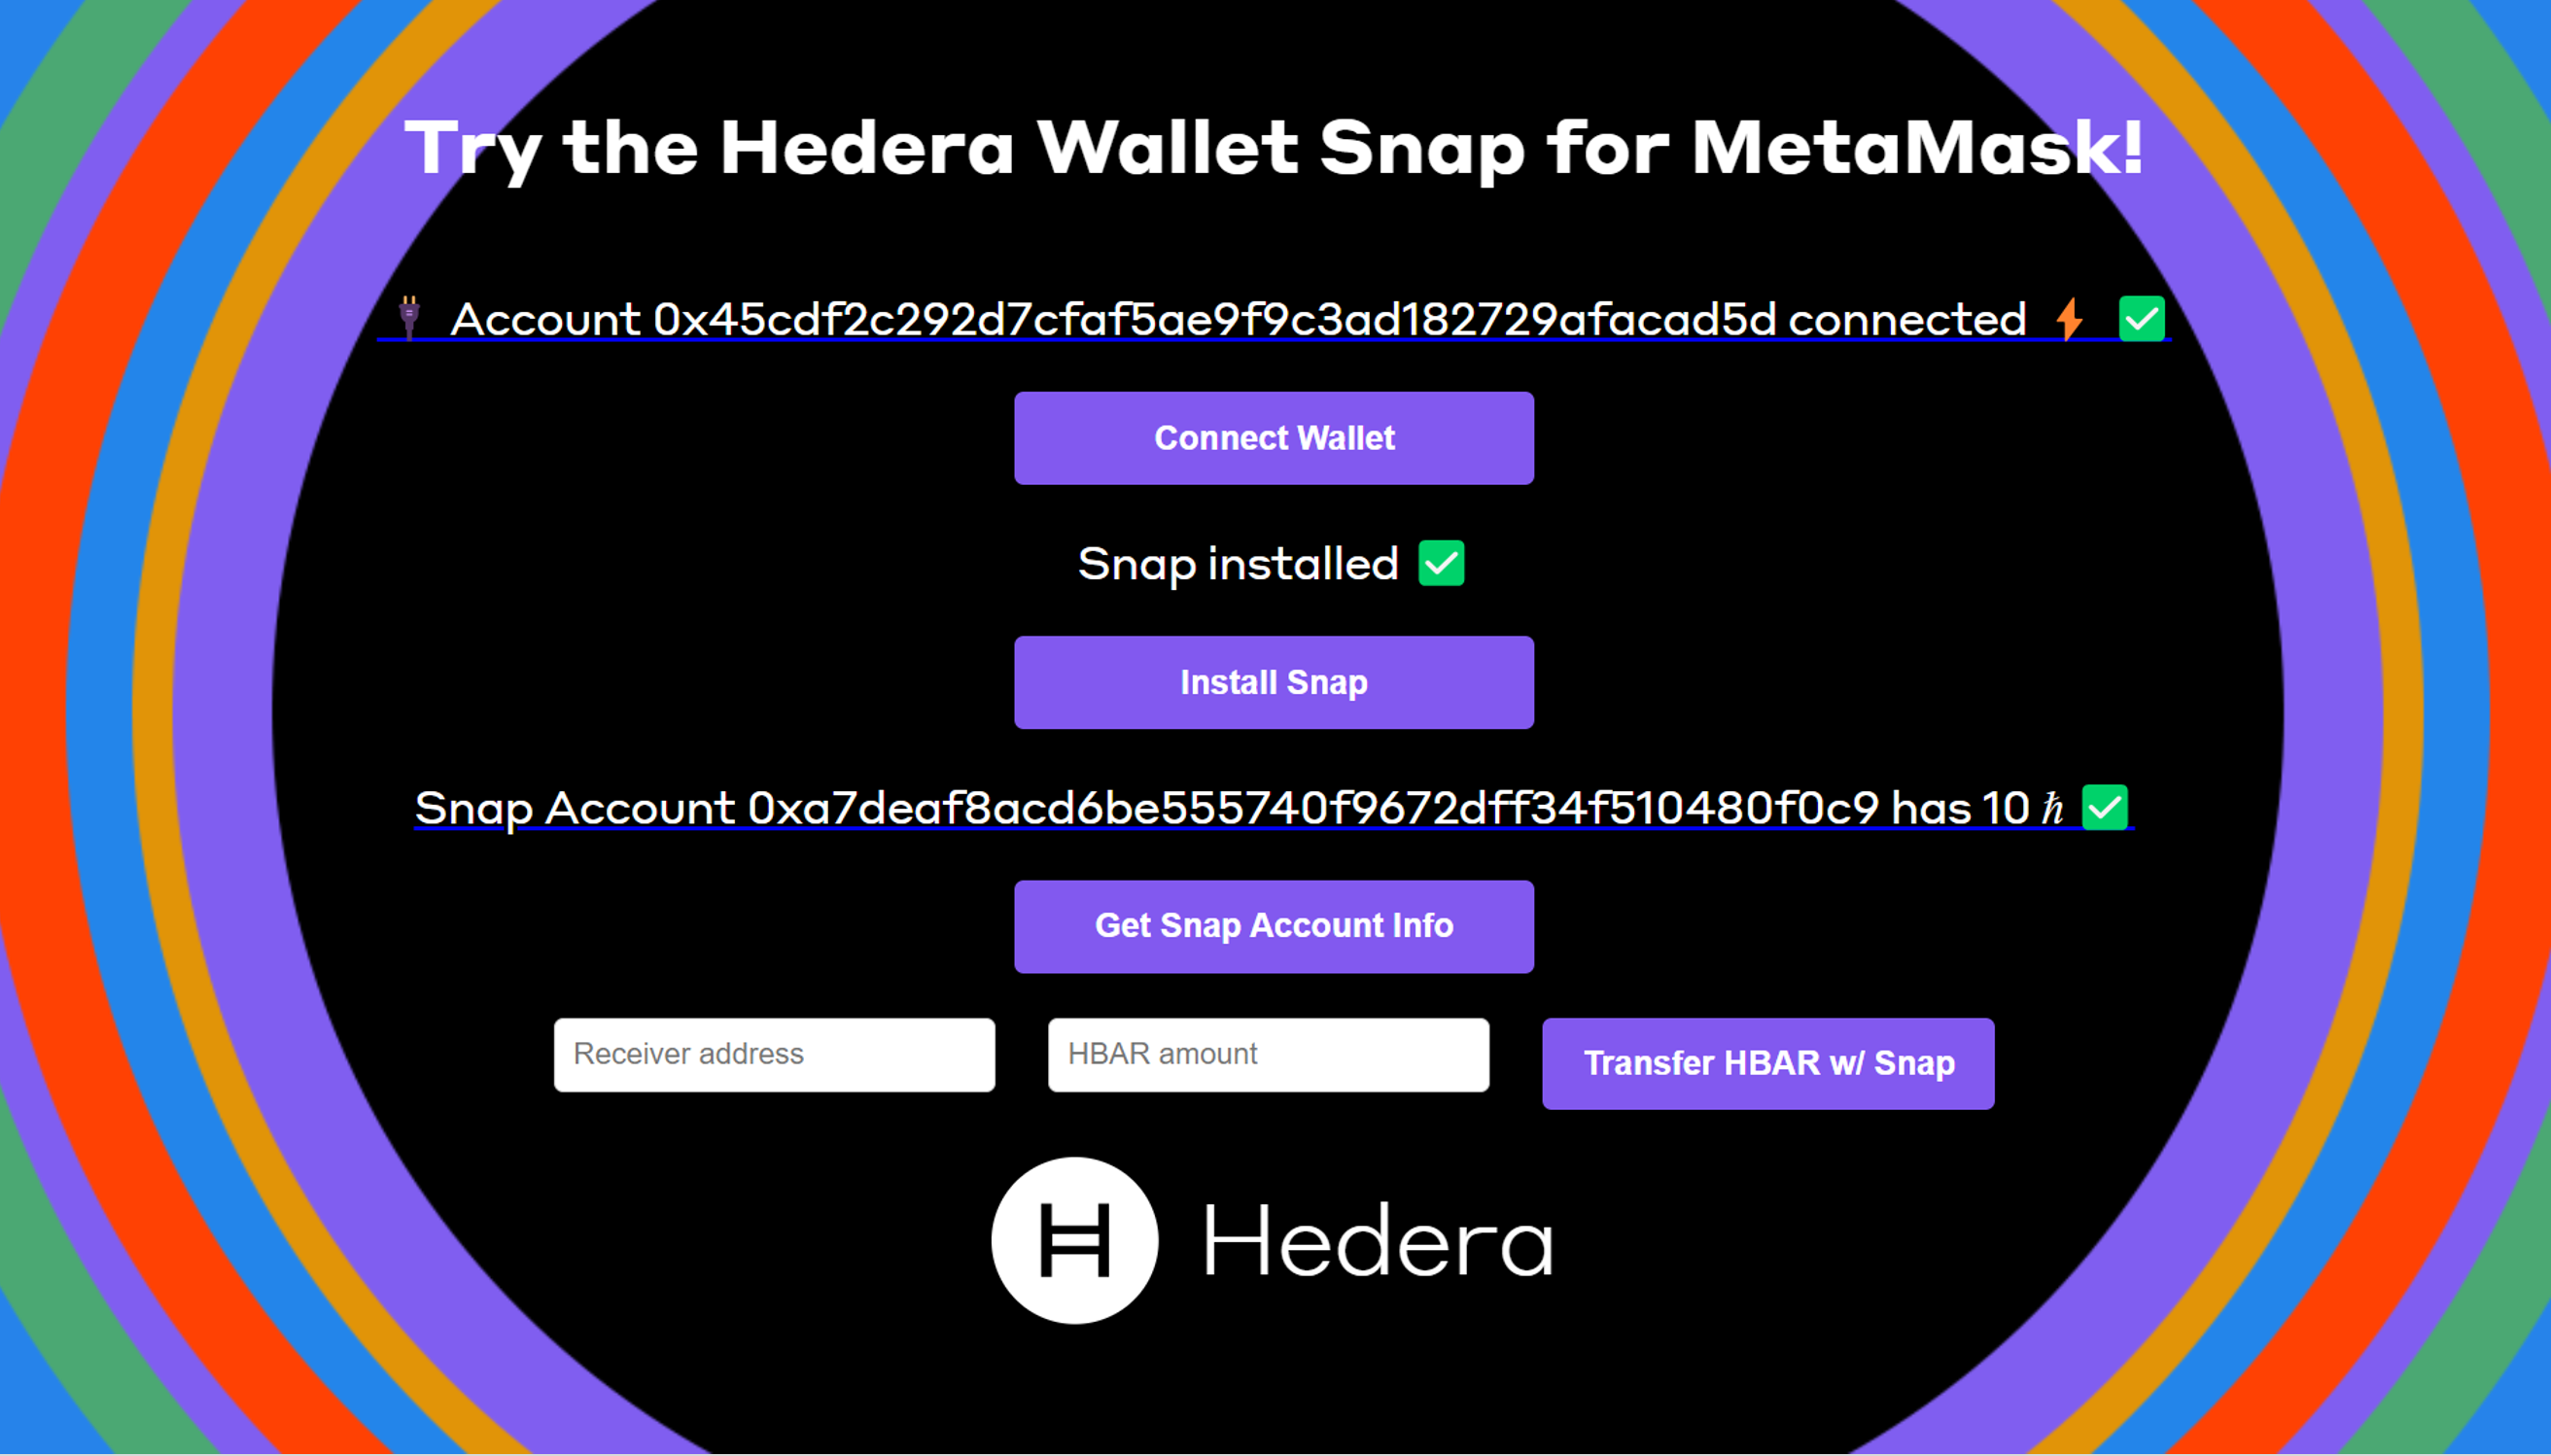 Try the Hedera Wallet Snap for MetaMask!
🔌 Account 0x45cdf2c292d7cfaf5ae9f9c3ad182729afacad5d connected ⚡ ✅
Connect Wallet
Snap installed ✅
Install Snap
Snap Account 0xa7deaf8acd6be555740f9672dff34f510480f0c9 has 10 ℏ ✅
Get Snap Account Info
Receiver address HBAR amount Transfer HBAR w/ Snap
H Hedera